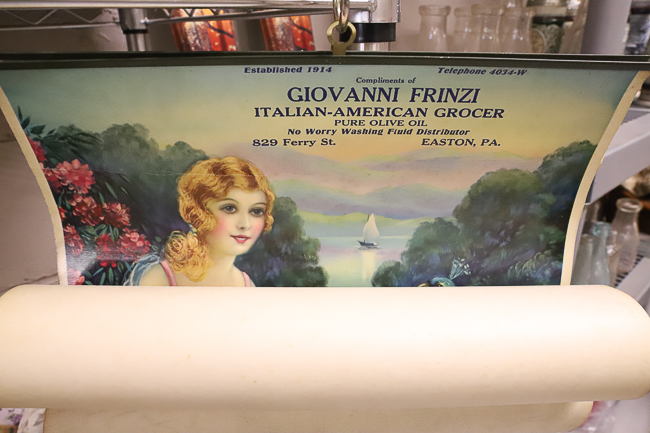 Established 1914 Telephone 4034-W
Compliments of
GIOVANNI FRINZI
ITALIAN-AMERICAN GROCER
PURE OLIVE OIL
No Worry Washing Fluid Distributor
829 Ferry St. EASTON, PA.